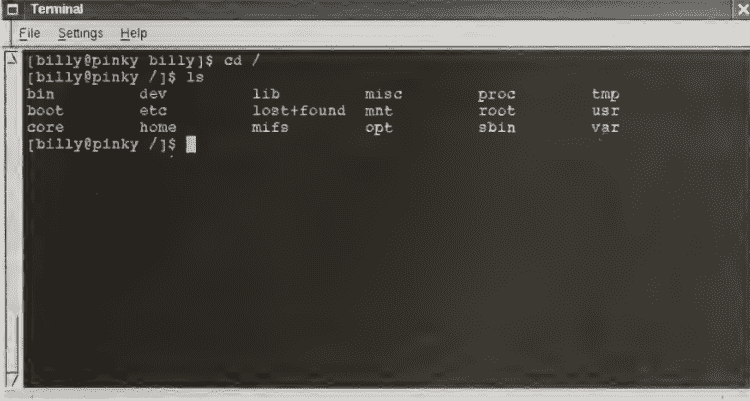 Terminal
File Settings Help
[billy@pinky billy]$ cd /
[billy@pinky /]$ ls
bin dev lib misc proc tmp
boot etc lost+found mnt root usr
core home mifs opt sbin var
[billy@pinky /]$